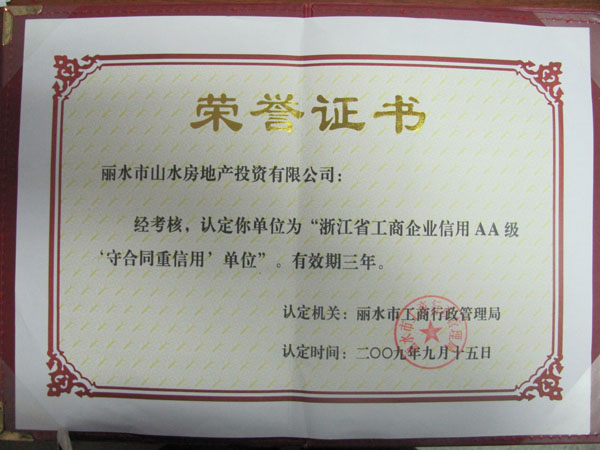 荣誉证书
丽水市山水房地产投资有限公司：
经考核，认定你单位为“浙江省工商企业信用AA级
‘守合同重信用’单位”。有效期三年。
认定机关：丽水市工商行政管理局
认定时间：二〇〇九年九月十五日